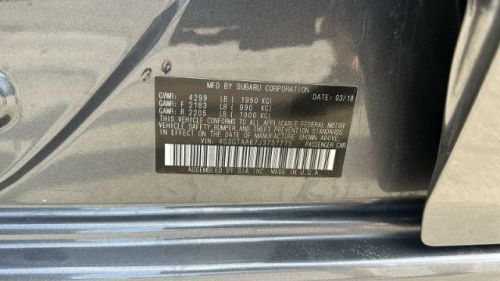 MFD BY SUBARU CORPORATION
GVWR: 4299 LB ( 1950 KG) DATE: 03/18
GAWR: F 2183 LB ( 990 KG)
GAWR: R 2205 LB ( 1000 KG)
THIS VEHICLE CONFORMS TO ALL APPLICABLE FEDERAL MOTOR
VEHICLE SAFETY, BUMPER, AND THEFT PREVENTION STANDARDS
IN EFFECT ON THE DATE OF MANUFACTURE SHOWN ABOVE.
VIN: 4S3GTAA67J3751775 PASSENGER CAR
ASSEMBLED BY SIA INC. MADE IN U.S.A.